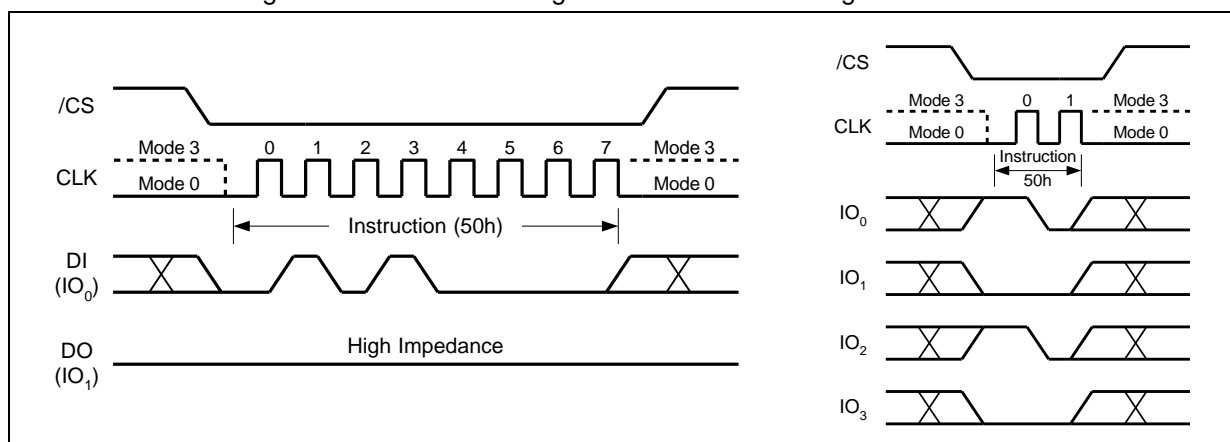 /CS
Mode 3
0 1 2 3 4 5 6 7
Mode 3
CLK
Mode 0
Mode 0
Instruction (50h)
DI
(IO0)
High Impedance
DO
(IO1)
/CS
Mode 3
0 1
Mode 3
CLK
Mode 0
Mode 0
Instruction
50h
IO0
IO1
IO2
IO3